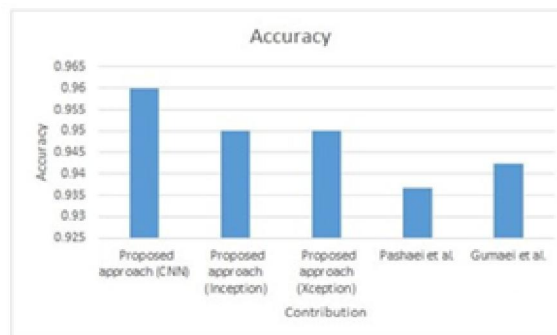 Accuracy
0.965
0.96
0.955
0.95
0.945
0.94
0.935
0.93
0.925
Accuracy
Proposed
approach (CNN)
Proposed
approach
(Inception)
Proposed
approach
(Xception)
Pashaei et al.
Gumaei et al.
Contribution